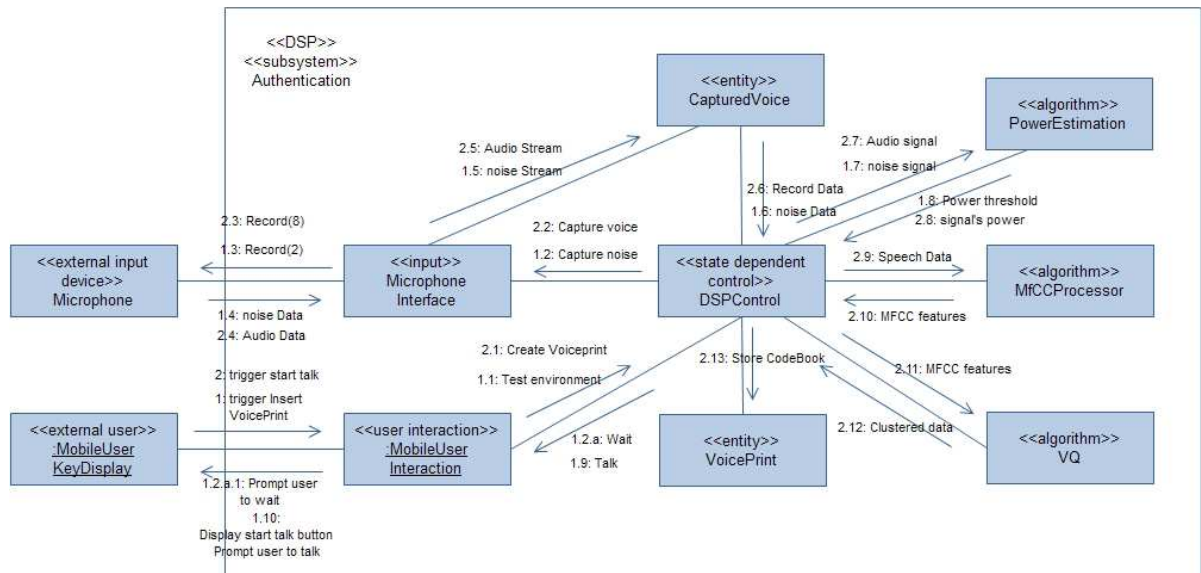 <<DSP>>
<<subsystem>>
Authentication
<<entity>>
CapturedVoice
<<algorithm>>
PowerEstimation
2.5: Audio Stream
1.5: noise Stream
2.7: Audio signal
1.7: noise signal
2.6: Record Data
1.6: noise Data
1.8: Power threshold
2.8: signal's power
2.3: Record(8)
1.3: Record(2)
2.2: Capture voice
1.2: Capture noise
<<external input
device>>
Microphone
<<input>>
Microphone
Interface
<<state dependent
control>>
DSPControl
2.9: Speech Data
<<algorithm>>
MfCCProcessor
2.10: MFCC features
1.4: noise Data
2.4: Audio Data
2.1: Create Voiceprint
1.1: Test environment
2.13: Store CodeBook
2.11: MFCC features
2: trigger start talk
1: trigger Insert
VoicePrint
2.12: Clustered data
<<external user>>
:MobileUser
KeyDisplay
<<user interaction>>
:MobileUser
Interaction
1.2.a: Wait
1.9: Talk
<<entity>>
VoicePrint
<<algorithm>>
VQ
1.2.a.1: Prompt user
to wait
1.10:
Display start talk button
Prompt user to talk